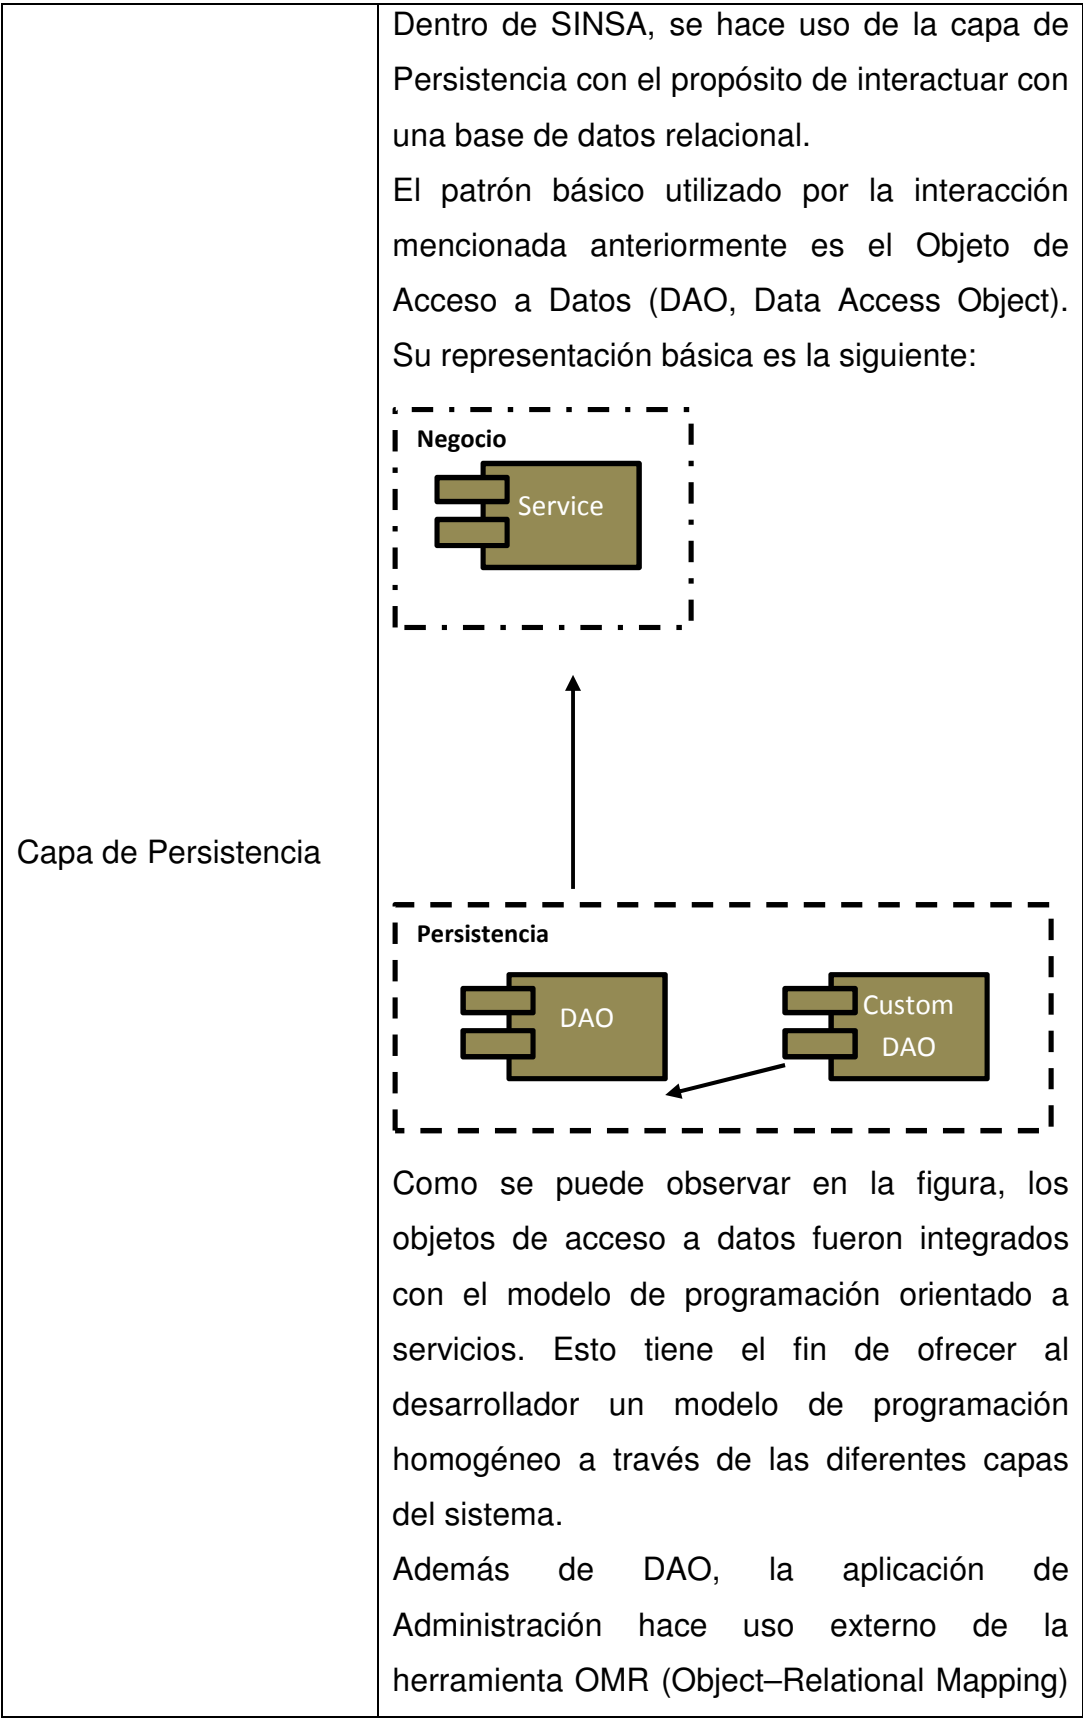 Dentro de SINSA, se hace uso de la capa de
Persistencia con el propósito de interactuar con
una base de datos relacional.
El patrón básico utilizado por la interacción
mencionada anteriormente es el Objeto de
Acceso a Datos (DAO, Data Access Object).
Su representación básica es la siguiente:
Negocio
Service
Capa de Persistencia
Persistencia
DAO
Custom
DAO
Como se puede observar en la figura, los
objetos de acceso a datos fueron integrados
con el modelo de programación orientado a
servicios. Esto tiene el fin de ofrecer al
desarrollador un modelo de programación
homogéneo a través de las diferentes capas
del sistema.
Además de DAO, la aplicación de
Administración hace uso externo de la
herramienta OMR (Object–Relational Mapping)